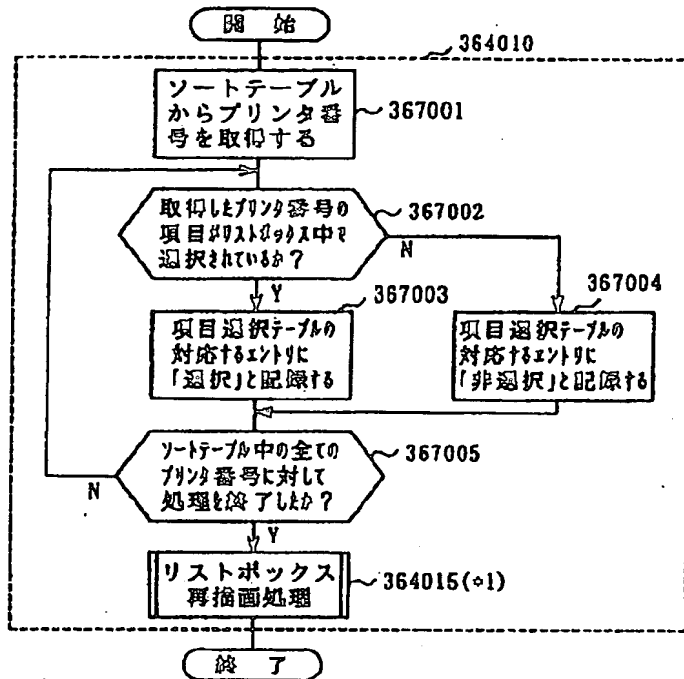 開 始
364010
ソートテーブル
からプリンタ番
号を取得する
367001
取得したプリンタ番号の
項目がリストボックス中で
選択されているか?
367002
N
Y
367003
367004
項目選択テーブルの
対応するエントリに
「選択」と記録する
項目選択テーブルの
対応するエントリに
「非選択」と記録する
ソートテーブル中の全ての
プリンタ番号に対して
処理を終了したか?
367005
N
Y
リストボックス
再描画処理
364015(*1)
終 了